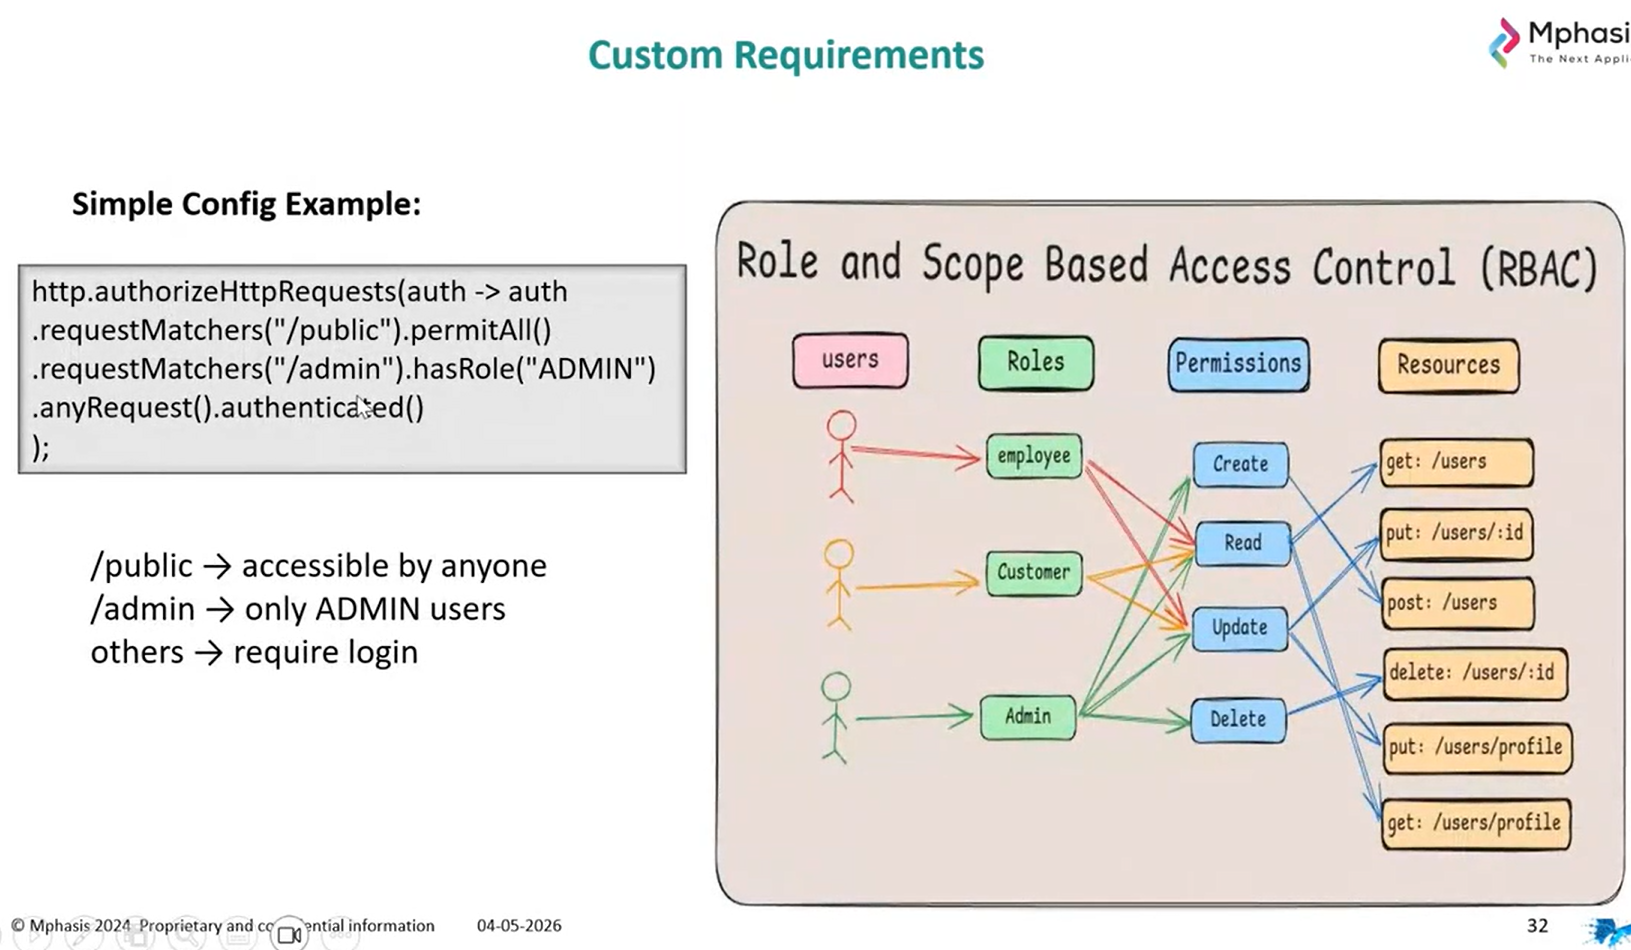 Custom Requirements
Mphasi
The Next Appli
Simple Config Example:
http.authorizeHttpRequests(auth -> auth
.requestMatchers("/public").permitAll()
.requestMatchers("/admin").hasRole("ADMIN")
.anyRequest().authenticated()
);
/public → accessible by anyone
/admin → only ADMIN users
others → require login
Role and Scope Based Access Control (RBAC)
users
Roles
Permissions
Resources
employee
Customer
Admin
Create
Read
Update
Delete
get: /users
put: /users/:id
post: /users
delete: /users/:id
put: /users/profile
get: /users/profile
© Mphasis 2024 Proprietary and confidential information
04-05-2026
32